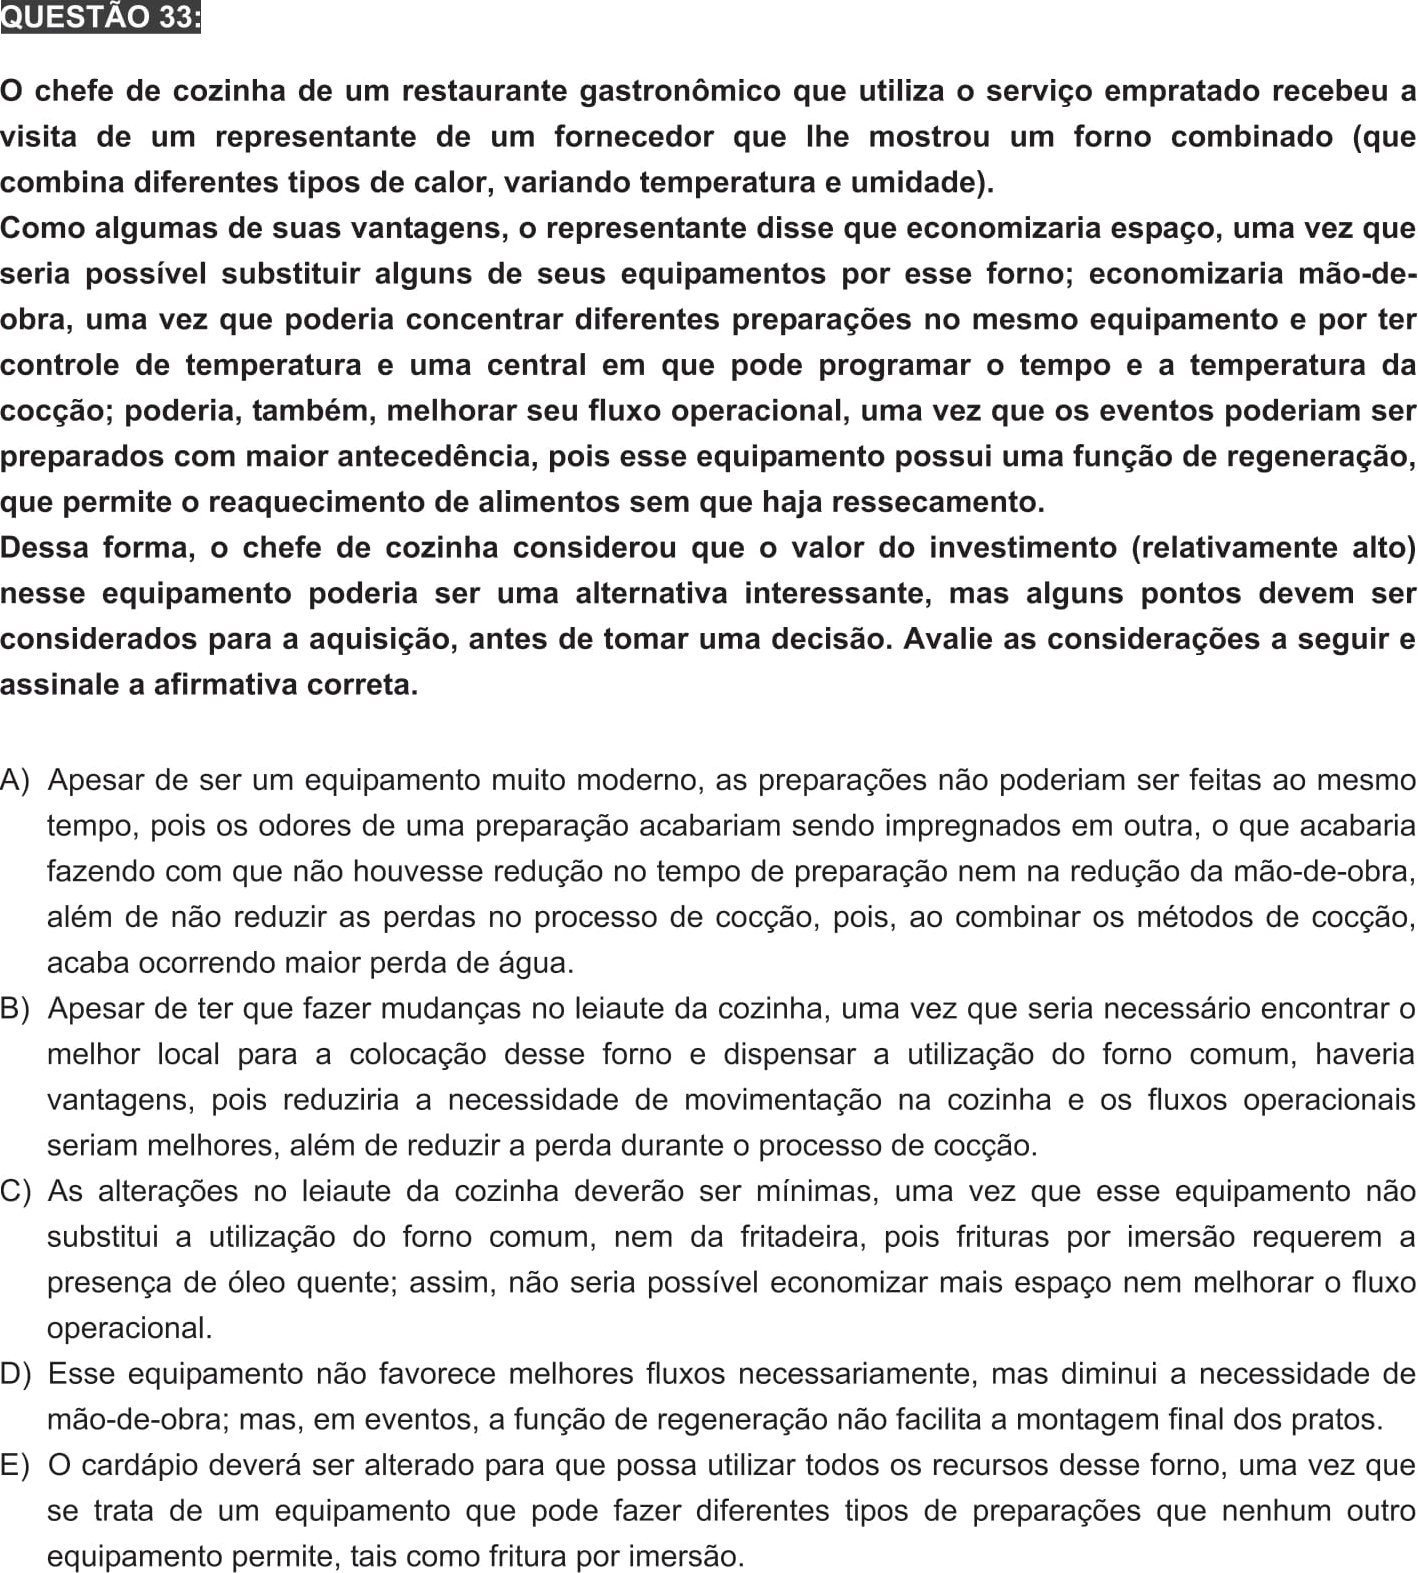 QUESTÃO 33:
O chefe de cozinha de um restaurante gastronômico que utiliza o serviço empratado recebeu a
visita de um representante de um fornecedor que lhe mostrou um forno combinado (que
combina diferentes tipos de calor, variando temperatura e umidade).
Como algumas de suas vantagens, o representante disse que economizaria espaço, uma vez que
seria possível substituir alguns de seus equipamentos por esse forno; economizaria mão-de-
obra, uma vez que poderia concentrar diferentes preparações no mesmo equipamento e por ter
controle de temperatura e uma central em que pode programar o tempo e a temperatura da
cocção; poderia, também, melhorar seu fluxo operacional, uma vez que os eventos poderiam ser
preparados com maior antecedência, pois esse equipamento possui uma função de regeneração,
que permite o reaquecimento de alimentos sem que haja ressecamento.
Dessa forma, o chefe de cozinha considerou que o valor do investimento (relativamente alto)
nesse equipamento poderia ser uma alternativa interessante, mas alguns pontos devem ser
considerados para a aquisição, antes de tomar uma decisão. Avalie as considerações a seguir e
assinale a afirmativa correta.
A) Apesar de ser um equipamento muito moderno, as preparações não poderiam ser feitas ao mesmo
tempo, pois os odores de uma preparação acabariam sendo impregnados em outra, o que acabaria
fazendo com que não houvesse redução no tempo de preparação nem na redução da mão-de-obra,
além de não reduzir as perdas no processo de cocção, pois, ao combinar os métodos de cocção,
acaba ocorrendo maior perda de água.
B) Apesar de ter que fazer mudanças no leiaute da cozinha, uma vez que seria necessário encontrar o
melhor local para a colocação desse forno e dispensar a utilização do forno comum, haveria
vantagens, pois reduziria a necessidade de movimentação na cozinha e os fluxos operacionais
seriam melhores, além de reduzir a perda durante o processo de cocção.
C) As alterações no leiaute da cozinha deverão ser mínimas, uma vez que esse equipamento não
substitui a utilização do forno comum, nem da fritadeira, pois frituras por imersão requerem a
presença de óleo quente; assim, não seria possível economizar mais espaço nem melhorar o fluxo
operacional.
D) Esse equipamento não favorece melhores fluxos necessariamente, mas diminui a necessidade de
mão-de-obra; mas, em eventos, a função de regeneração não facilita a montagem final dos pratos.
E) O cardápio deverá ser alterado para que possa utilizar todos os recursos desse forno, uma vez que
se trata de um equipamento que pode fazer diferentes tipos de preparações que nenhum outro
equipamento permite, tais como fritura por imersão.